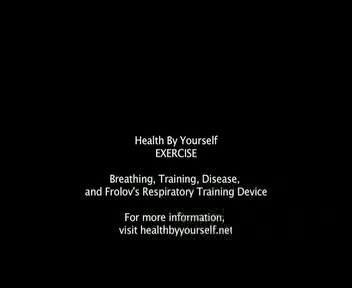 Health By Yourself
EXERCISE
Breathing, Training, Disease,
and Frolov's Respiratory Training Device
For more information,
visit healthbyyourself.net